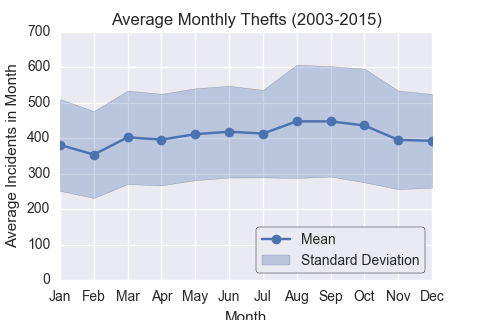 Average Monthly Thefts (2003-2015)
Average Incidents in Month
700
600
500
400
300
200
100
0
Mean
Standard Deviation
Jan Feb Mar Apr May Jun Jul Aug Sep Oct Nov Dec
Month